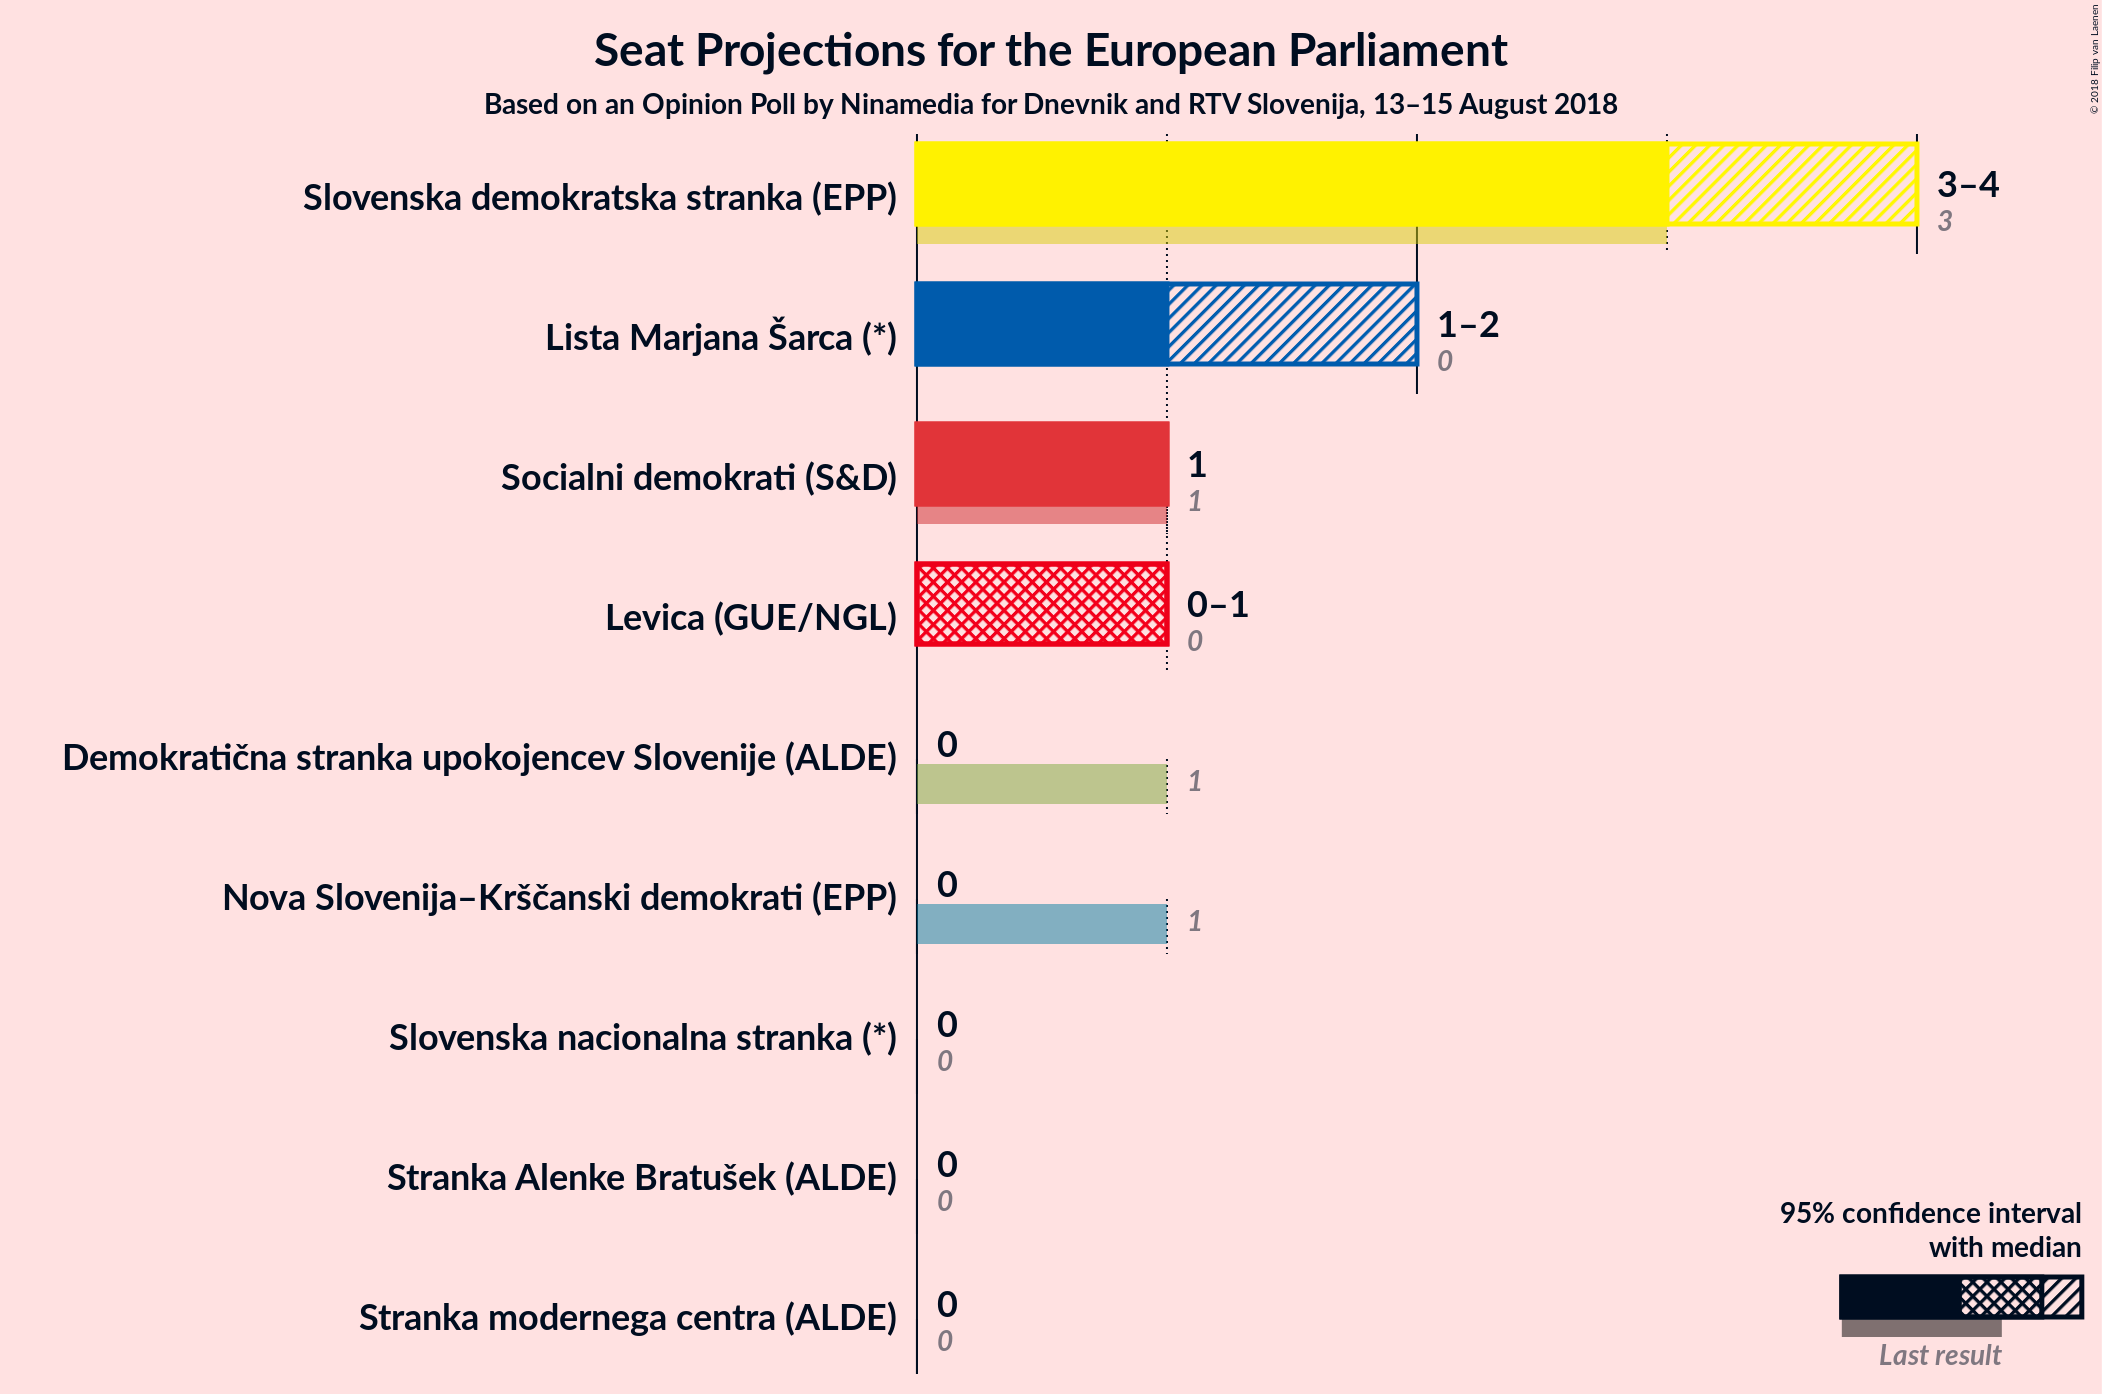 Seat Projections for the European Parliament
Based on an Opinion Poll by Ninamedia for Dnevnik and RTV Slovenija, 13–15 August 2018
© 2018 Filip van Laenen
Slovenska demokratska stranka (EPP)
3–4
3
Lista Marjana Šarca (*)
1–2
0
Socialni demokrati (S&D)
1
1
Levica (GUE/NGL)
0–1
0
Demokratična stranka upokojencev Slovenije (ALDE)
0
1
Nova Slovenija–Krščanski demokrati (EPP)
0
1
Slovenska nacionalna stranka (*)
0
0
Stranka Alenke Bratušek (ALDE)
0
0
Stranka modernega centra (ALDE)
0
0
95% confidence interval
with median
Last result